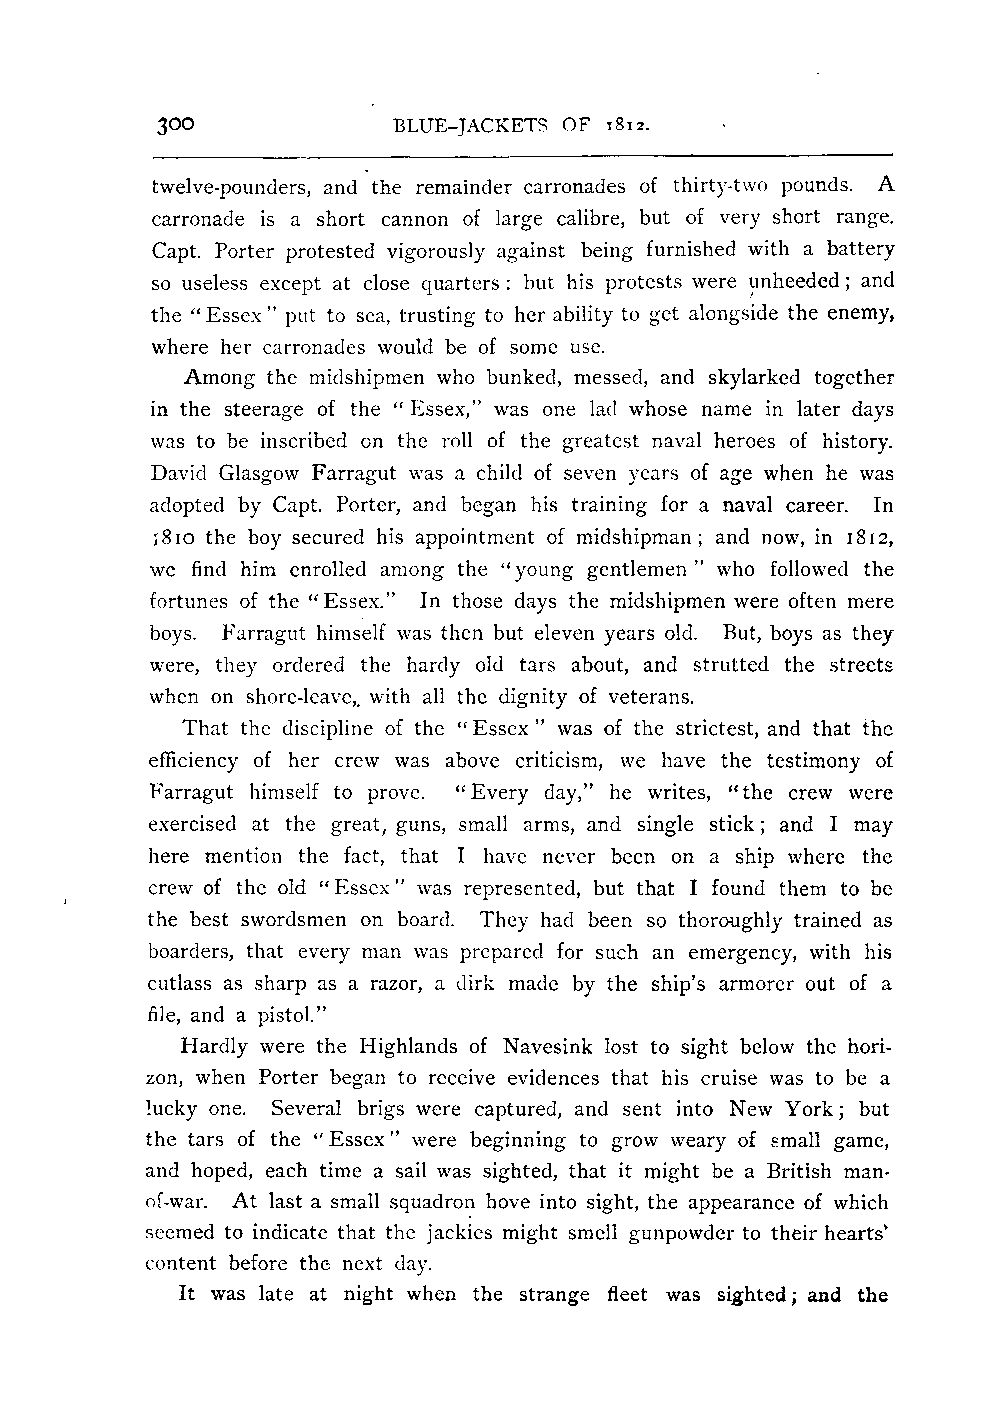 300 BLUE-JACKETS OF 1812.
twelve-pounders, and the remainder carronades of thirty-two pounds. A
carronade is a short cannon of large calibre, but of very short range.
Capt. Porter protested vigorously against being furnished with a battery
so useless except at close quarters: but his protests were unheeded; and
the "Essex" put to sea, trusting to her ability to get alongside the enemy,
where her carronades would be of some use.
Among the midshipmen who bunked, messed, and skylarked together
in the steerage of the "Essex," was one lad whose name in later days
was to be inscribed on the roll of the greatest naval heroes of history.
David Glasgow Farragut was a child of seven years of age when he was
adopted by Capt. Porter, and began his training for a naval career. In
1810 the boy secured his appointment of midshipman; and now, in 1812,
we find him enrolled among the "young gentlemen" who followed the
fortunes of the "Essex." In those days the midshipmen were often mere
boys. Farragut himself was then but eleven years old. But, boys as they
were, they ordered the hardy old tars about, and strutted the streets
when on shore-leave, with all the dignity of veterans.
That the discipline of the "Essex" was of the strictest, and that the
efficiency of her crew was above criticism, we have the testimony of
Farragut himself to prove. "Every day," he writes, "the crew were
exercised at the great, guns, small arms, and single stick; and I may
here mention the fact, that I have never been on a ship where the
crew of the old "Essex" was represented, but that I found them to be
the best swordsmen on board. They had been so thoroughly trained as
boarders, that every man was prepared for such an emergency, with his
cutlass as sharp as a razor, a dirk made by the ship's armorer out of a
file, and a pistol."
Hardly were the Highlands of Navesink lost to sight below the hori-
zon, when Porter began to receive evidences that his cruise was to be a
lucky one. Several brigs were captured, and sent into New York; but
the tars of the "Essex" were beginning to grow weary of small game,
and hoped, each time a sail was sighted, that it might be a British man-
of-war. At last a small squadron hove into sight, the appearance of which
seemed to indicate that the jackies might smell gunpowder to their hearts'
content before the next day.
It was late at night when the strange fleet was sighted; and the